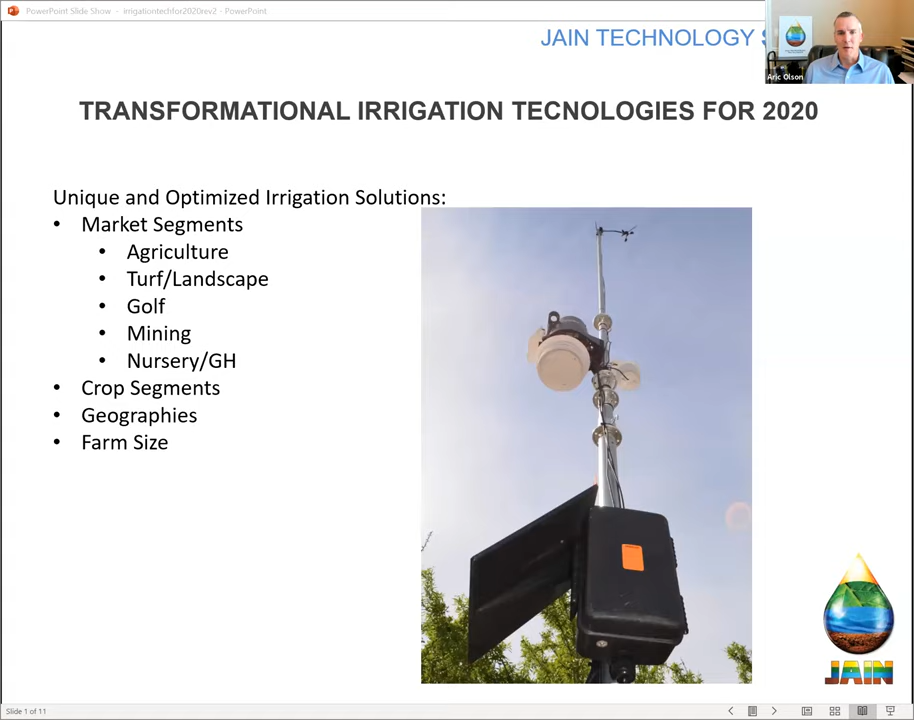 PowerPoint Slide Show - irrigationtechfor2020rev2 - PowerPoint
JAIN TECHNOLOGY
Aric Olson
TRANSFORMATIONAL IRRIGATION TECNOLOGIES FOR 2020
Unique and Optimized Irrigation Solutions:
• Market Segments
• Agriculture
• Turf/Landscape
• Golf
• Mining
• Nursery/GH
• Crop Segments
• Geographies
• Farm Size
JAIN
Slide 1 of 11